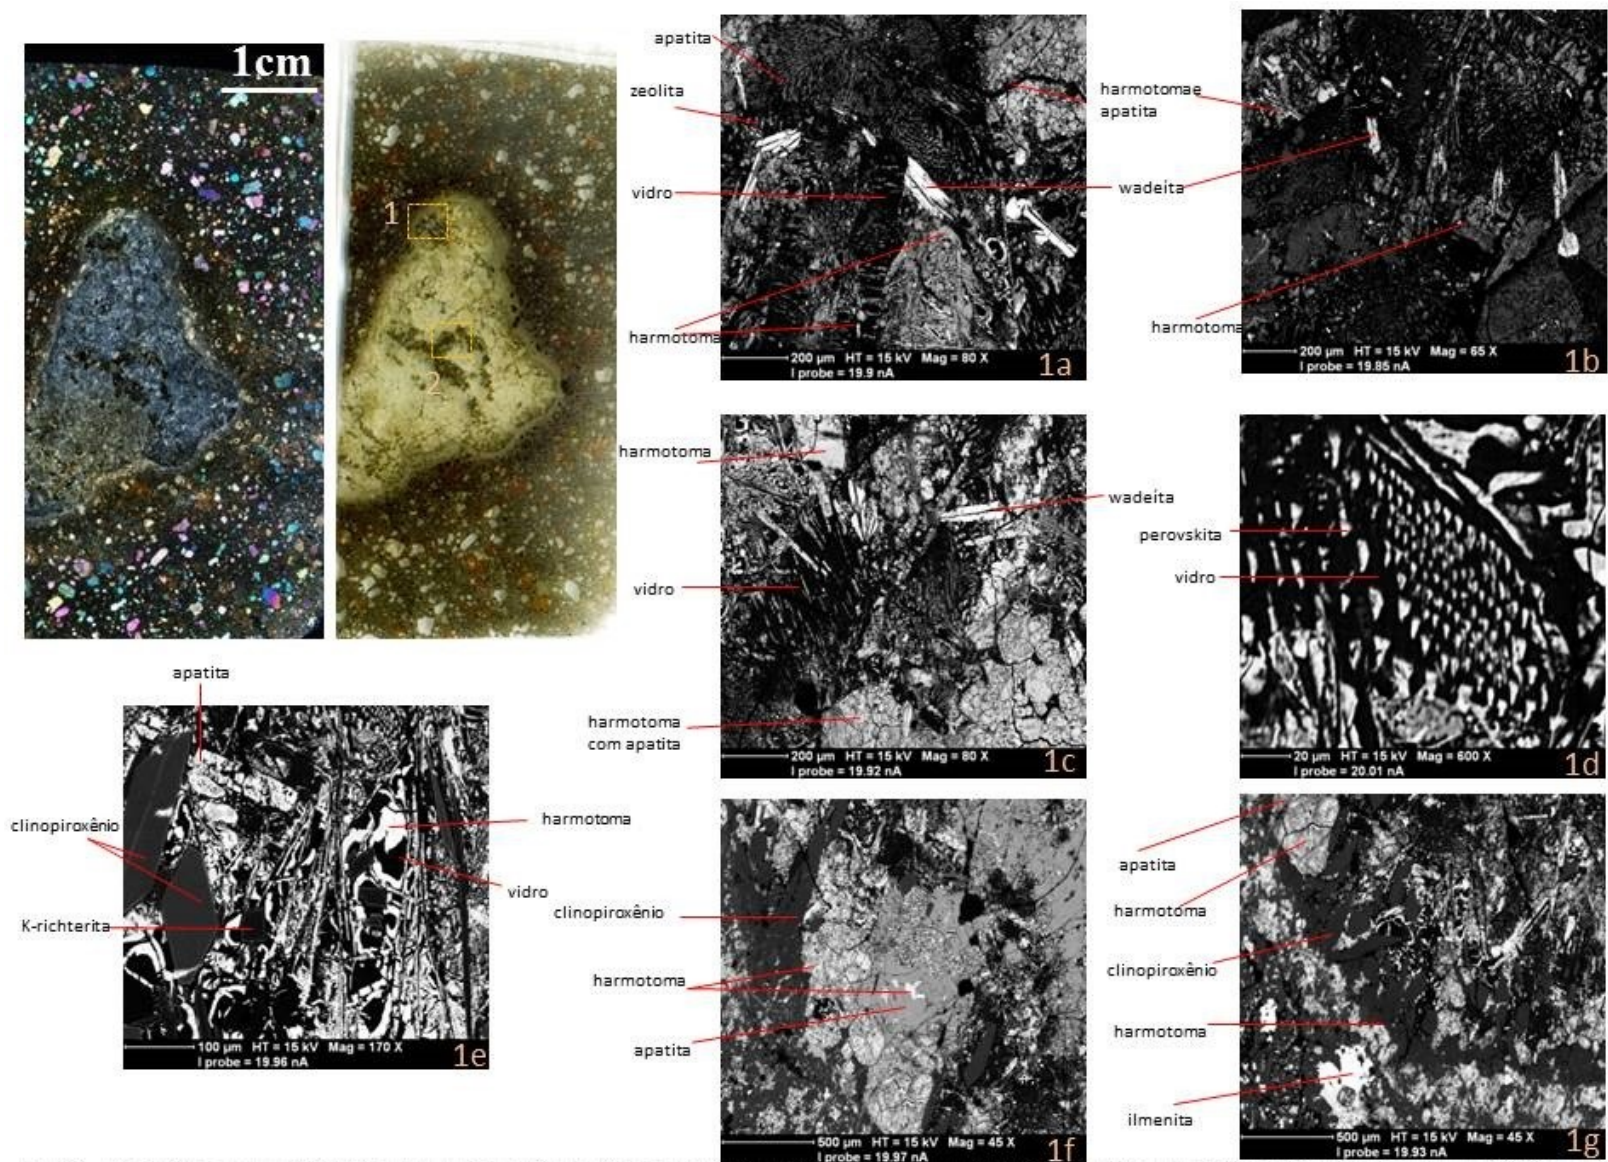 1cm
1
2
apatita
zeolita
vidro
harmotoma
200 µm HT = 15 kV Mag = 80 X
I probe = 19.9 nA
1a
harmotomae
apatita
wadeita
harmotoma
200 µm HT = 15 kV Mag = 65 X
I probe = 19.85 nA
1b
harmotoma
vidro
harmotoma
com apatita
wadeita
200 µm HT = 15 kV Mag = 80 X
I probe = 19.92 nA
1c
perovskita
vidro
20 µm HT = 15 kV Mag = 600 X
I probe = 20.01 nA
1d
apatita
clinopiroxênio
K-richterita
harmotoma
vidro
100 µm HT = 15 kV Mag = 170 X
I probe = 19.96 nA
1e
clinopiroxênio
harmotoma
apatita
500 µm HT = 15 kV Mag = 45 X
I probe = 19.97 nA
1f
apatita
harmotoma
clinopiroxênio
harmotoma
ilmenita
500 µm HT = 15 kV Mag = 45 X
I probe = 19.93 nA
1g